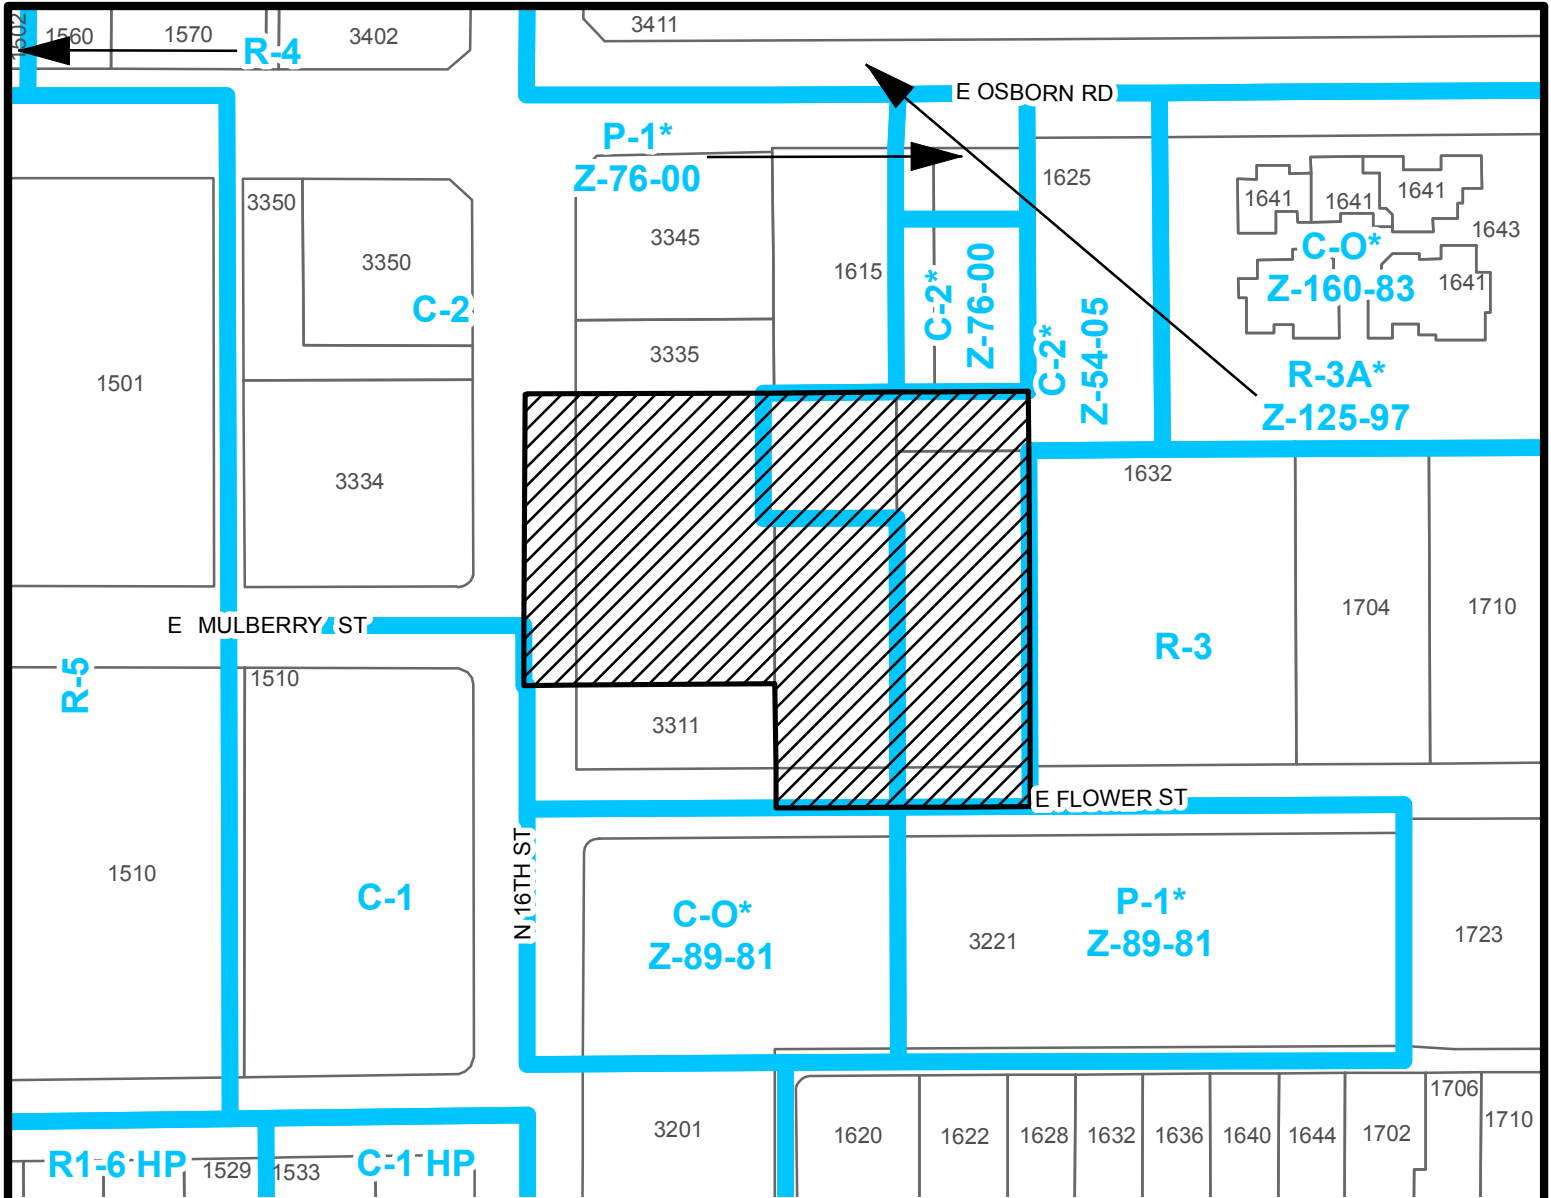 1502
1560
1570
R-4
3402
3411
E OSBORN RD
P-1*
Z-76-00
1625
1641
1641
1641
1643
3350
3350
3345
1615
C-2*
Z-76-00
C-O*
Z-160-83
1641
C-2
1501
3335
C-2*
Z-54-05
R-3A*
Z-125-97
3334
1632
1704
1710
E MULBERRY ST
R-5
1510
R-3
3311
E FLOWER ST
N 16TH ST
1510
C-1
C-O*
Z-89-81
3221
P-1*
Z-89-81
1723
1706
1710
3201
1620
1622
1628
1632
1636
1640
1644
1702
R1-6 HP
1529
1533
C-1 HP